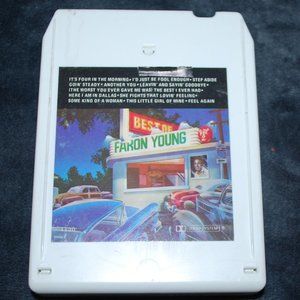 IT'S FOUR IN THE MORNING • I'D JUST BE FOOL ENOUGH • STEP ASIDE
GOIN' STEADY • ANOTHER YOU • LEAVIN' AND SAYIN' GOODBYE
(THE WORST YOU EVER GAVE ME WAS) THE BEST I EVER HAD •
HERE I AM IN DALLAS • SHE FIGHTS THAT LOVIN' FEELING •
SOME KIND OF A WOMAN • THIS LITTLE GIRL OF MINE • FEEL AGAIN
BEST OF
FARON YOUNG